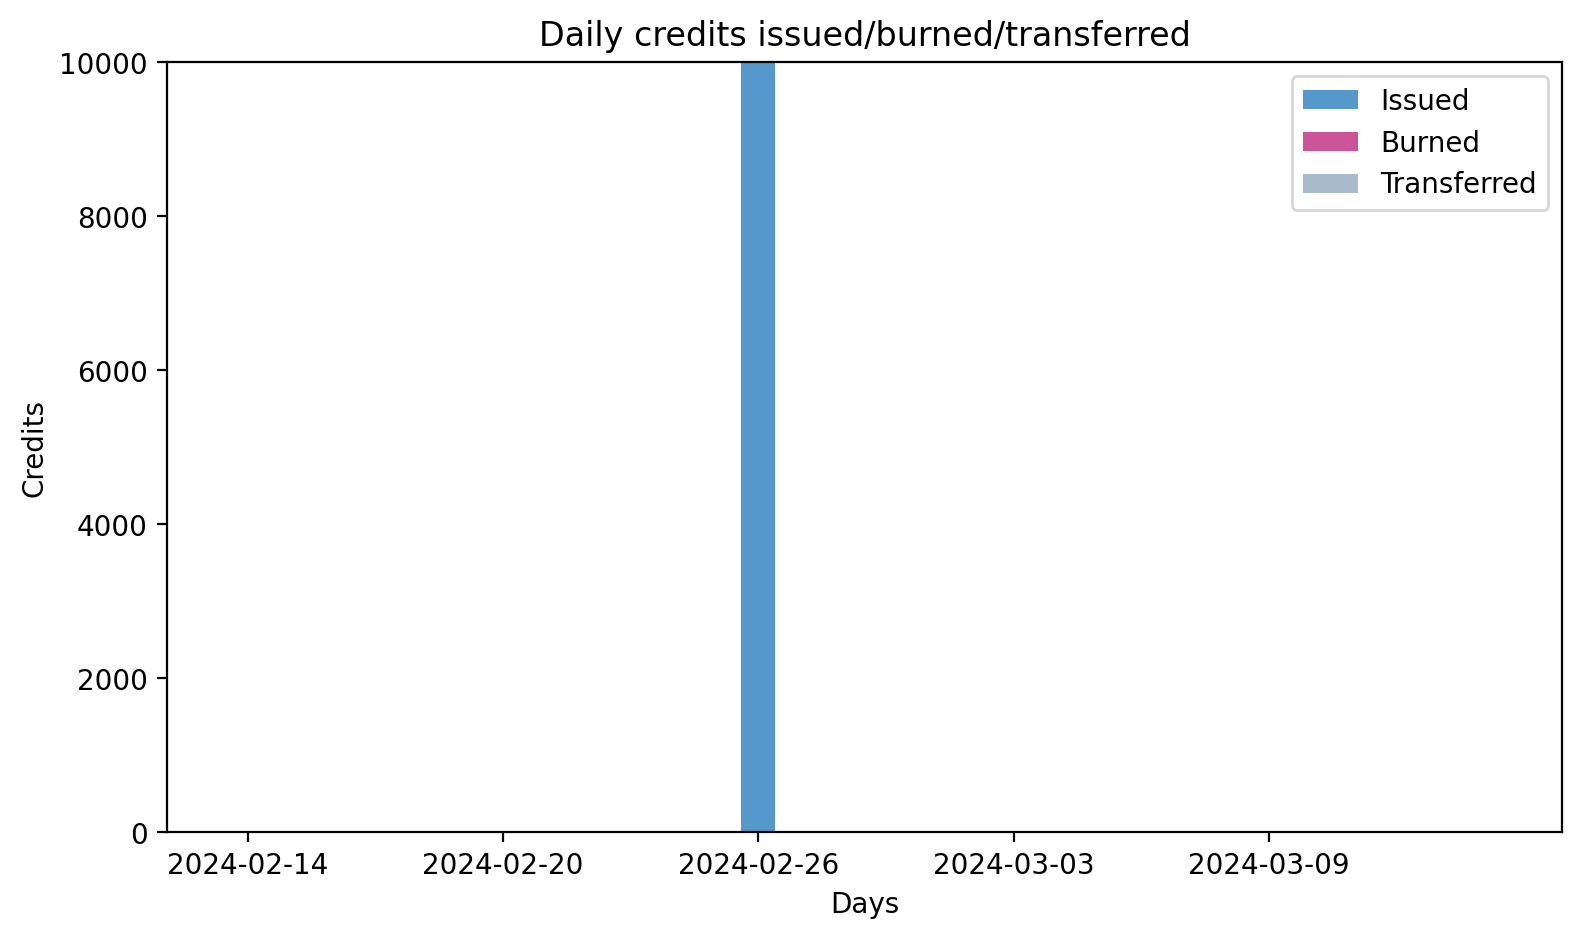 Daily credits issued/burned/transferred
10000
8000
6000
4000
2000
0
Credits
Issued
Burned
Transferred
2024-02-14
2024-02-20
2024-02-26
2024-03-03
2024-03-09
Days